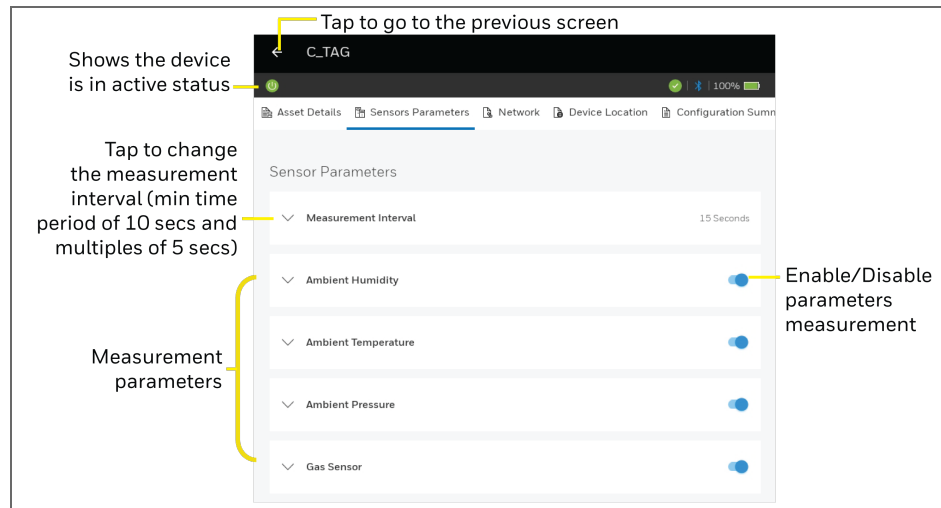 Tap to go to the previous screen
C_TAG
Shows the device
is in active status
100%
Asset Details
Sensors Parameters
Network
Device Location
Configuration Summ
Tap to change
the measurement
interval (min time
period of 10 secs and
multiples of 5 secs)
Sensor Parameters
Measurement Interval
15 Seconds
Ambient Humidity
Enable/Disable
parameters
measurement
Ambient Temperature
Measurement
parameters
Ambient Pressure
Gas Sensor